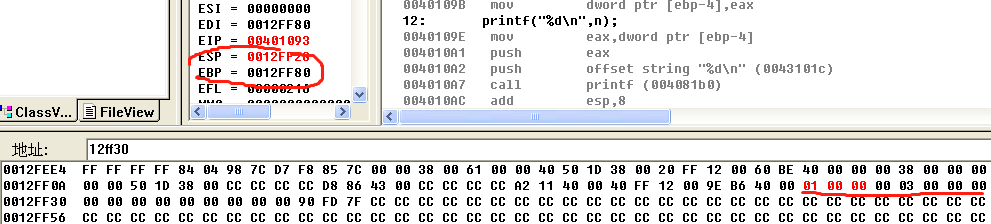 ESI = 00000000
EDI = 0012FF80
EIP = 00401093
ESP = 0012FF28
EBP = 0012FF80
EFL =
0040109B mov dword ptr [ebp-4],eax
12: printf("%d\n",n);
0040109E mov eax,dword ptr [ebp-4]
004010A1 push eax
004010A2 push offset string "%d\n" (0043101c)
004010A7 call printf (004081b0)
004010AC add esp,8
ClassV... FileView
地址: 12ff30
0012FEE4 FF FF FF FF 84 04 98 7C D7 F8 85 7C 00 00 38 00 61 00 00 40 50 1D 38 00 20 FF 12 00 60 BE 40 00 00 00 38 00 00 00
0012FF0A 00 00 50 1D 38 00 CC CC CC CC D8 86 43 00 CC CC CC CC A2 11 40 00 40 FF 12 00 9E B6 40 00 01 00 00 00 03 00 00 00
0012FF30 00 00 00 00 00 00 90 FD 7F CC CC CC CC CC CC CC CC CC CC CC CC CC CC CC CC CC CC CC CC CC CC CC CC CC CC CC CC CC
0012FF56 CC CC CC CC CC CC CC CC CC CC CC CC CC CC CC CC CC CC CC CC CC CC CC CC CC CC CC CC CC CC CC CC CC CC CC CC CC CC